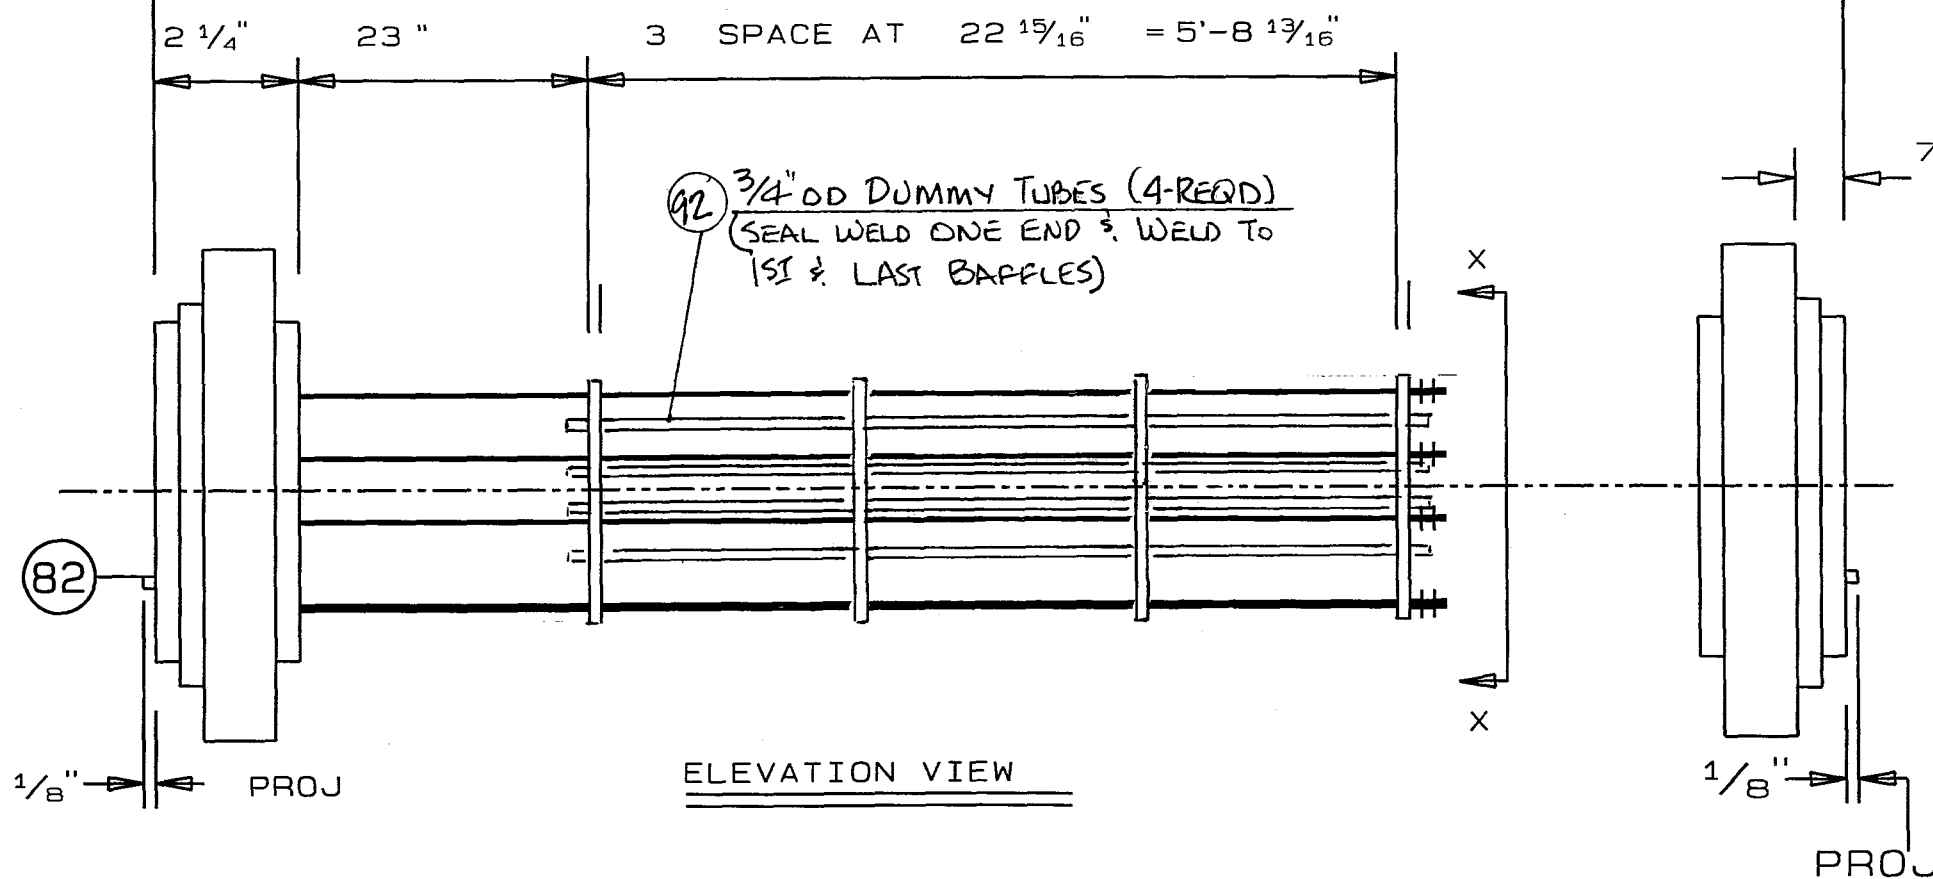 2 1/4" 23" 3 SPACE AT 22 15/16" = 5'-8 13/16"
7
92 3/4" OD DUMMY TUBES (4-REQD)
(SEAL WELD ONE END & WELD TO
1ST & LAST BAFFLES)
X
82
X
1/8" PROJ
ELEVATION VIEW
1/8"
PROJ